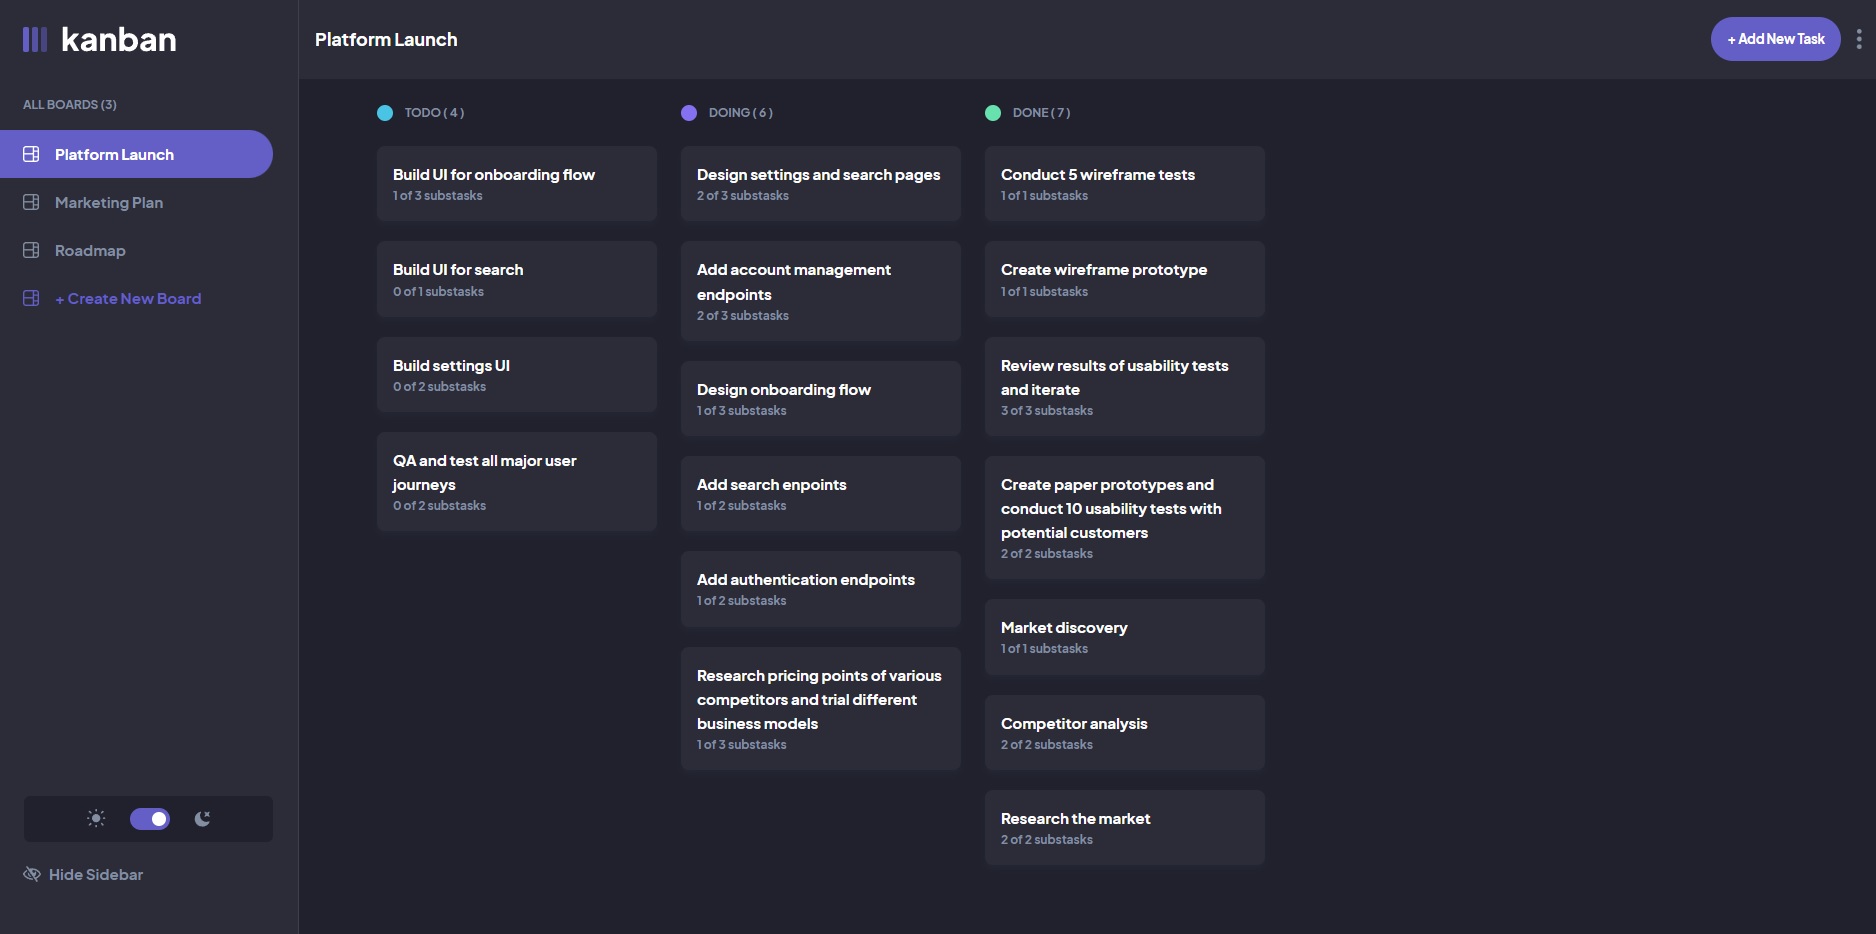 kanban
Platform Launch
+ Add New Task
ALL BOARDS (3)
Platform Launch
Marketing Plan
Roadmap
+ Create New Board
Hide Sidebar
TODO ( 4 )
Build UI for onboarding flow
1 of 3 substasks
Build UI for search
0 of 1 substasks
Build settings UI
0 of 2 substasks
QA and test all major user
journeys
0 of 2 substasks
DOING ( 6 )
Design settings and search pages
2 of 3 substasks
Add account management
endpoints
2 of 3 substasks
Design onboarding flow
1 of 3 substasks
Add search enpoints
1 of 2 substasks
Add authentication endpoints
1 of 2 substasks
Research pricing points of various
competitors and trial different
business models
1 of 3 substasks
DONE ( 7 )
Conduct 5 wireframe tests
1 of 1 substasks
Create wireframe prototype
1 of 1 substasks
Review results of usability tests
and iterate
3 of 3 substasks
Create paper prototypes and
conduct 10 usability tests with
potential customers
2 of 2 substasks
Market discovery
1 of 1 substasks
Competitor analysis
2 of 2 substasks
Research the market
2 of 2 substasks